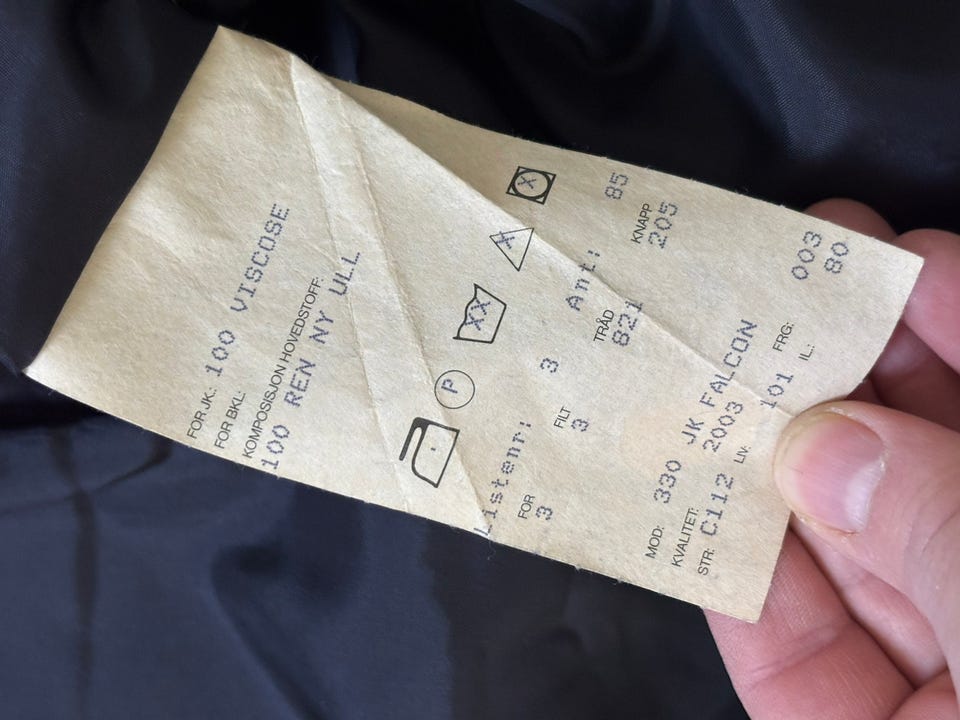 FOR JK: 100 VISCOSE
FOR BKL:
KOMPOSISJON HOVEDSTOFF:
100 REN NY ULL
P XX X X
Listenr: 3 Ant: 85
FOR FILT TRÅD KNAPP
3 3 821 205
MOD: 330 JK FALCON
KVALITET: 2003 FRG: 003
STR: C112 LIV: 101 IL: 80